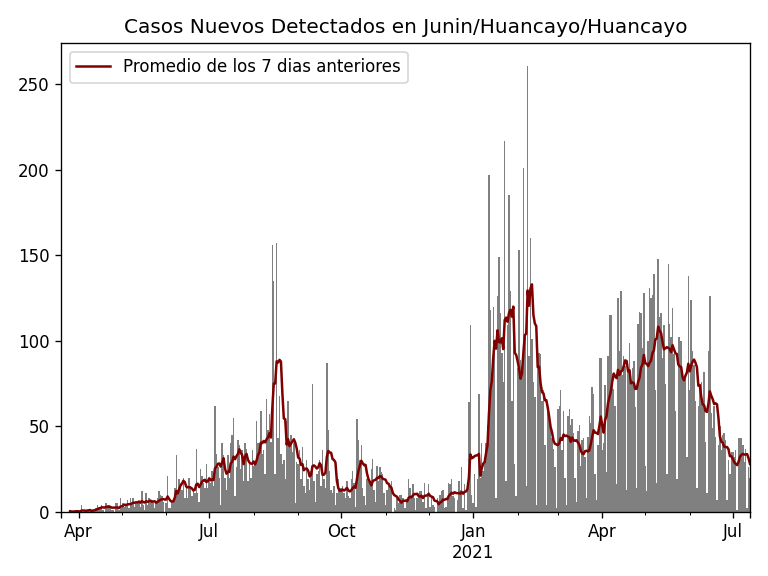 Casos Nuevos Detectados en Junin/Huancayo/Huancayo
Promedio de los 7 dias anteriores
250
200
150
100
50
0
Apr Jul Oct Jan Apr Jul
2021